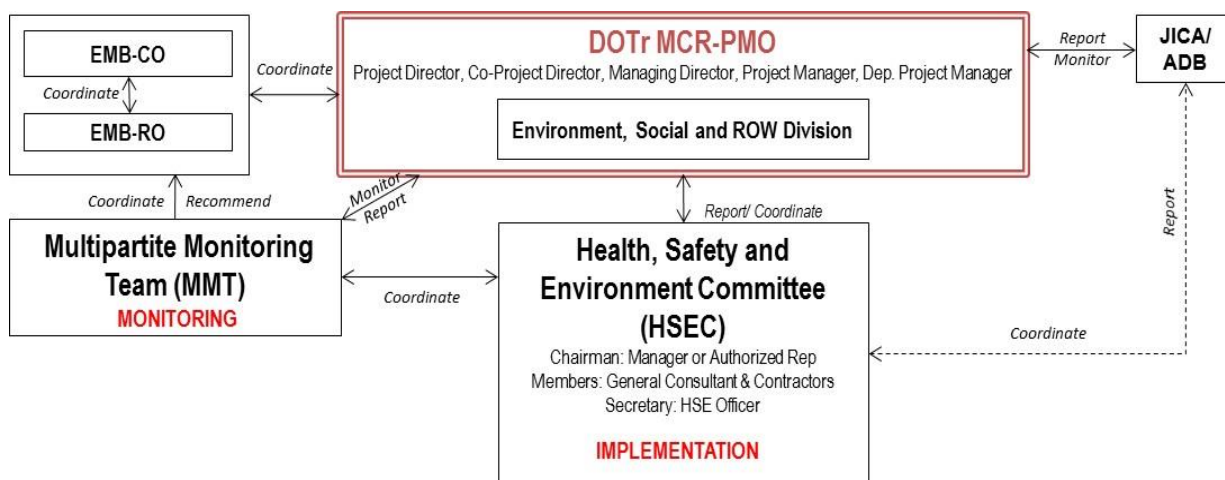 EMB-CO
Coordinate
EMB-RO
Coordinate
DOTr MCR-PMO
Project Director, Co-Project Director, Managing Director, Project Manager, Dep. Project Manager
Environment, Social and ROW Division
Report
Monitor
JICA/
ADB
Coordinate
Recommend
Monitor
Report
Report/ Coordinate
Report
Multipartite Monitoring
Team (MMT)
MONITORING
Coordinate
Health, Safety and
Environment Committee
(HSEC)
Chairman: Manager or Authorized Rep
Members: General Consultant & Contractors
Secretary: HSE Officer
IMPLEMENTATION
Coordinate